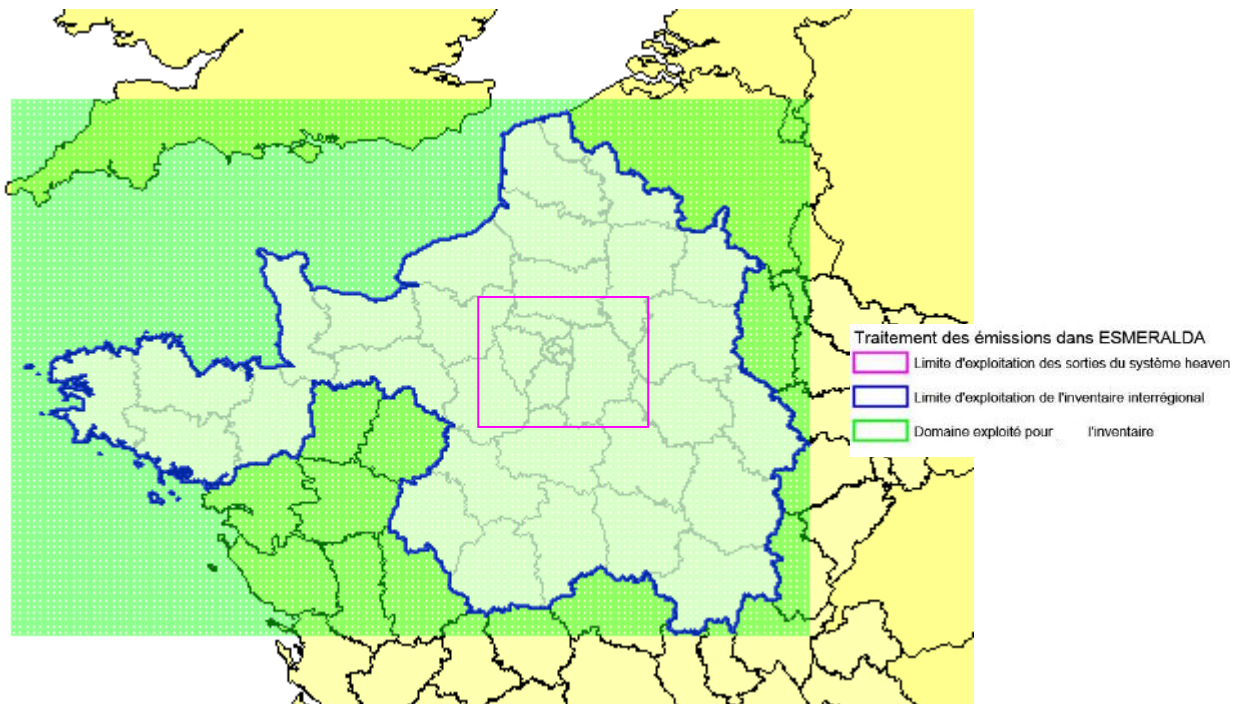 Traitement des émissions dans ESMERALDA
Limite d'exploitation des sorties du système heaven
Limite d'exploitation de l'inventaire interrégional
Domaine exploité pour l'inventaire